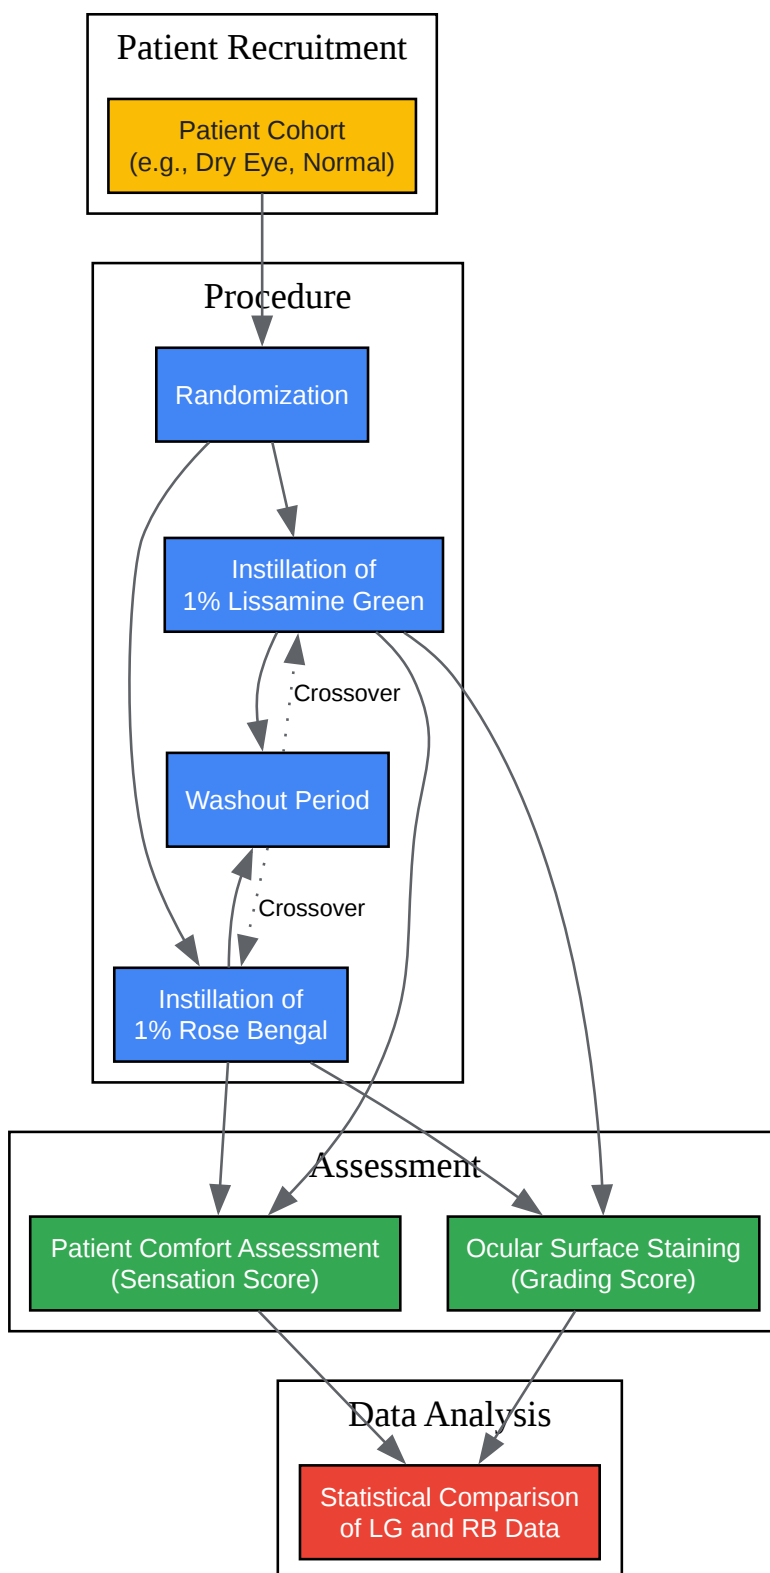 Patient Recruitment
Patient Cohort
(e.g., Dry Eye, Normal)
Procedure
Randomization
Instillation of
1% Lissamine Green
Crossover
Washout Period
Crossover
Instillation of
1% Rose Bengal
Assessment
Patient Comfort Assessment
(Sensation Score)
Ocular Surface Staining
(Grading Score)
Data Analysis
Statistical Comparison
of LG and RB Data